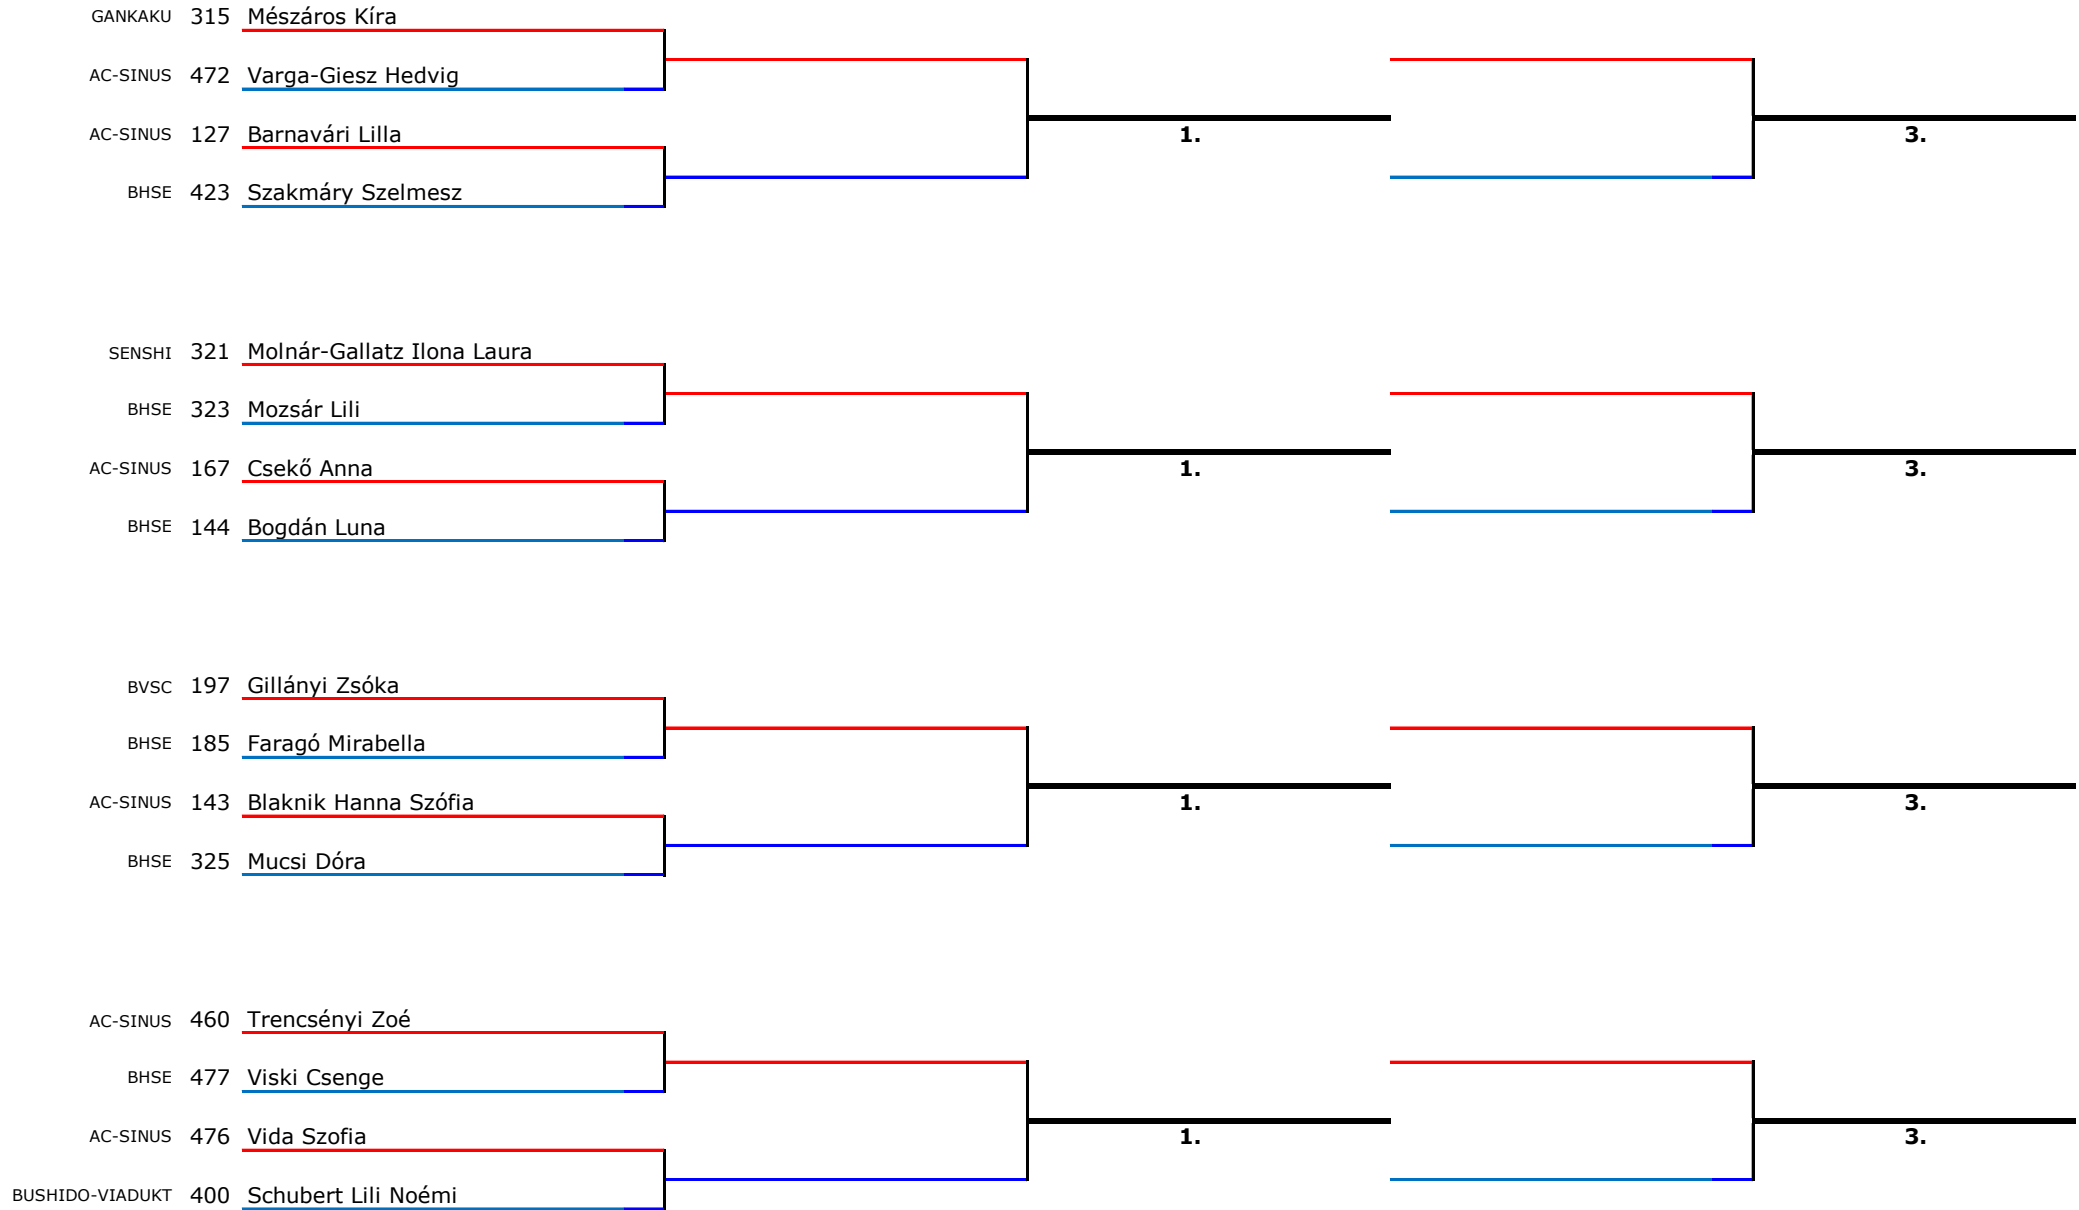 GANKAKU 315 Mészáros Kíra
AC-SINUS 472 Varga-Giesz Hedvig
AC-SINUS 127 Barnavári Lilla 1. 3.
BHSE 423 Szakmáry Szelmesz
SENSHI 321 Molnár-Gallatz Ilona Laura
BHSE 323 Mozsár Lili
AC-SINUS 167 Csekő Anna 1. 3.
BHSE 144 Bogdán Luna
BVSC 197 Gillányi Zsóka
BHSE 185 Faragó Mirabella
AC-SINUS 143 Blaknik Hanna Szófia 1. 3.
BHSE 325 Mucsi Dóra
AC-SINUS 460 Trencsényi Zoé
BHSE 477 Viski Csenge
AC-SINUS 476 Vida Szofia 1. 3.
BUSHIDO-VIADUKT 400 Schubert Lili Noémi